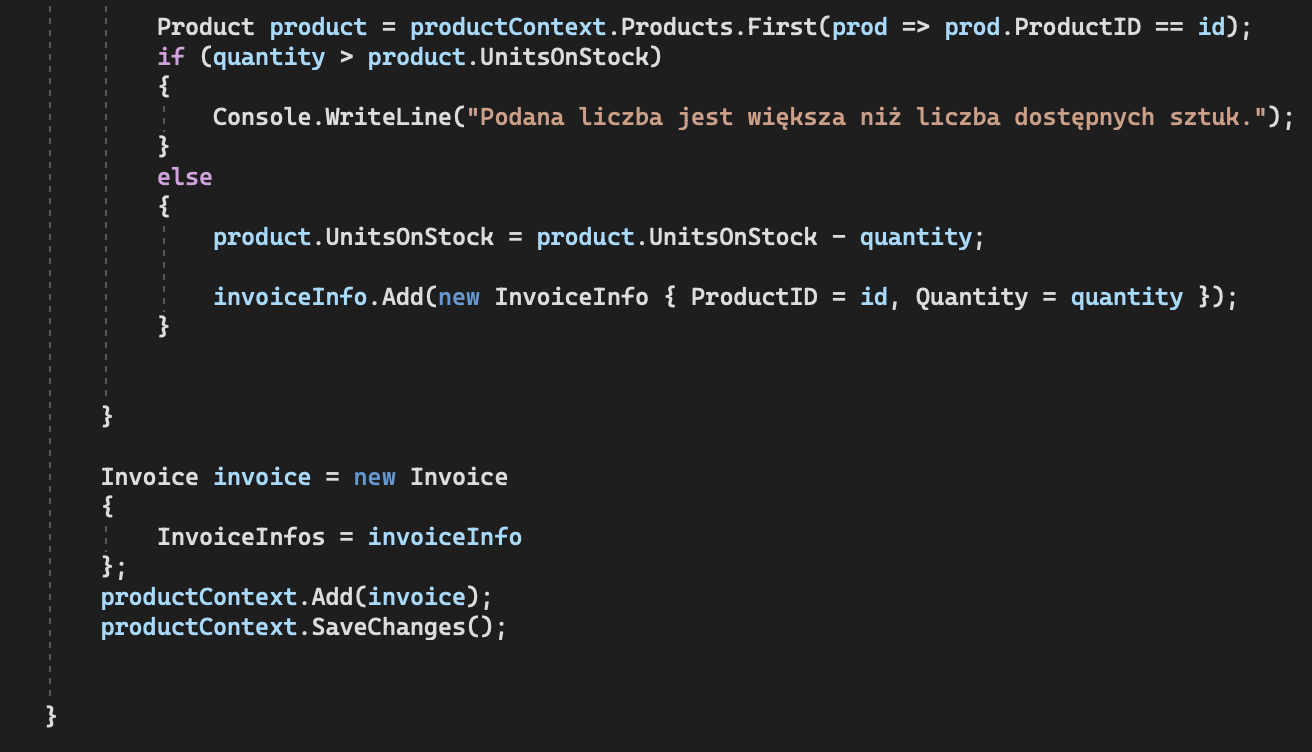 Product product = productContext.Products.First(prod => prod.ProductID == id);
if (quantity > product.UnitsOnStock)
{
Console.WriteLine("Podana liczba jest większa niż liczba dostępnych sztuk.");
}
else
{
product.UnitsOnStock = product.UnitsOnStock - quantity;
invoiceInfo.Add(new InvoiceInfo { ProductID = id, Quantity = quantity });
}
}
Invoice invoice = new Invoice
{
InvoiceInfos = invoiceInfo
};
productContext.Add(invoice);
productContext.SaveChanges();
}